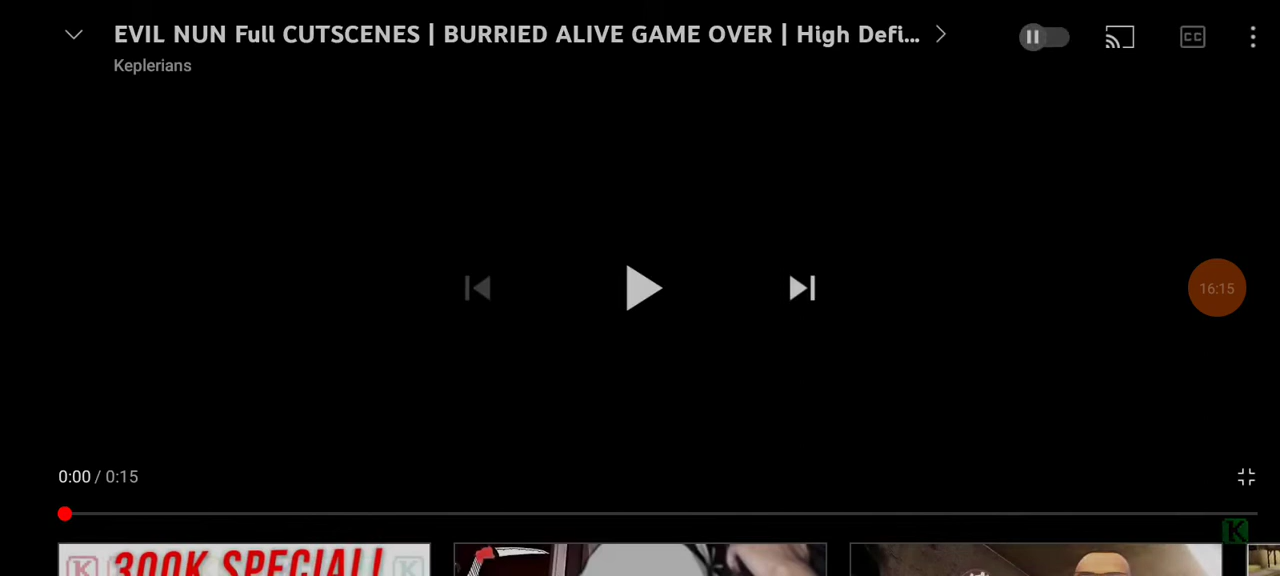 EVIL NUN Full CUTSCENES | BURRIED ALIVE GAME OVER | High Defi...
CC
Keplerians
16:15
0:00 / 0:15
K
K 300K SPECIAL! K